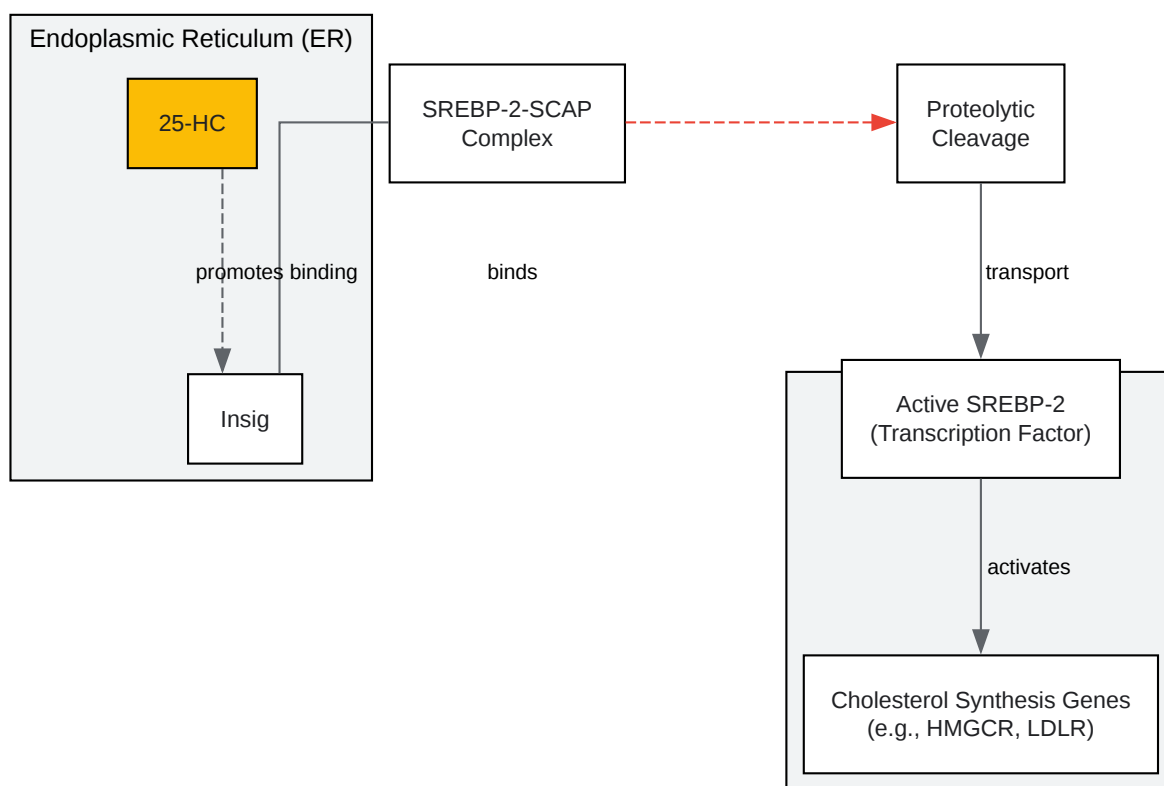 Endoplasmic Reticulum (ER)
25-HC
SREBP-2-SCAP
Complex
Proteolytic
Cleavage
promotes binding
binds
transport
Insig
Active SREBP-2
(Transcription Factor)
activates
Cholesterol Synthesis Genes
(e.g., HMGCR, LDLR)